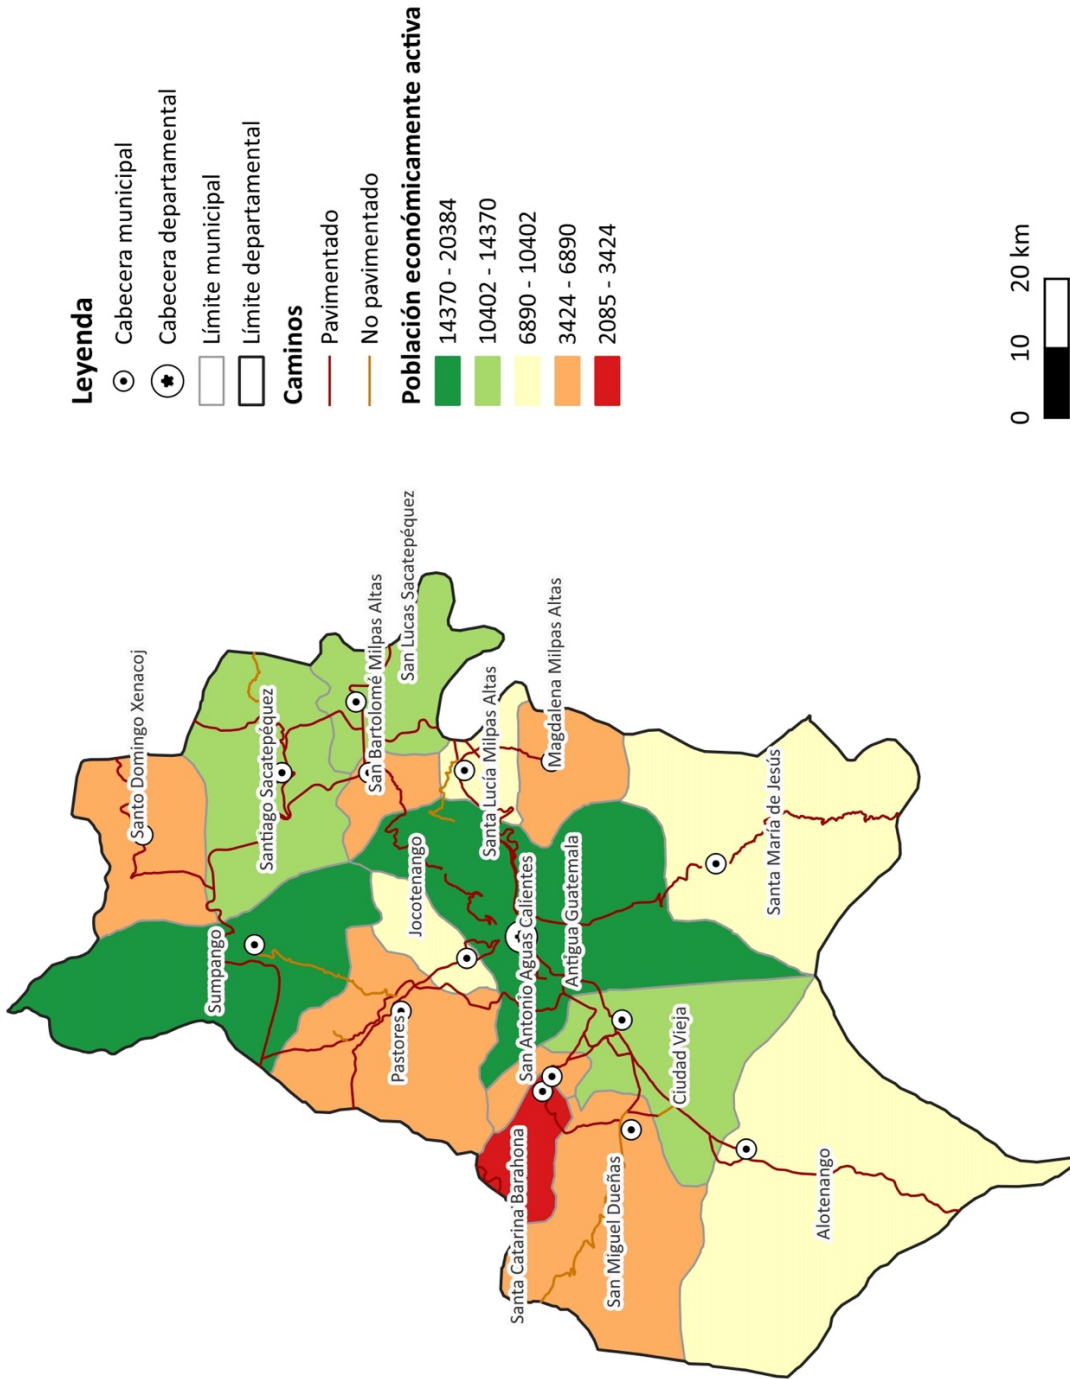 Leyenda
Cabecera municipal
Cabecera departamental
Límite municipal
Límite departamental
Caminos
Pavimentado
No pavimentado
Población económicamente activa
14370 - 20384
10402 - 14370
6890 - 10402
3424 - 6890
2085 - 3424
0 10 20 km
Santo Domingo Xenacoj
Sumpango
Santiago Sacatepéquez
San Bartolomé Milpas Altas
San Lucas Sacatepéquez
Pastores
Jocotenango
Santa Lucía Milpas Altas
Magdalena Milpas Altas
Santa Catarina Barahona
San Antonio Aguas Calientes
Antigua Guatemala
San Miguel Dueñas
Ciudad Vieja
Santa María de Jesús
Alotenango